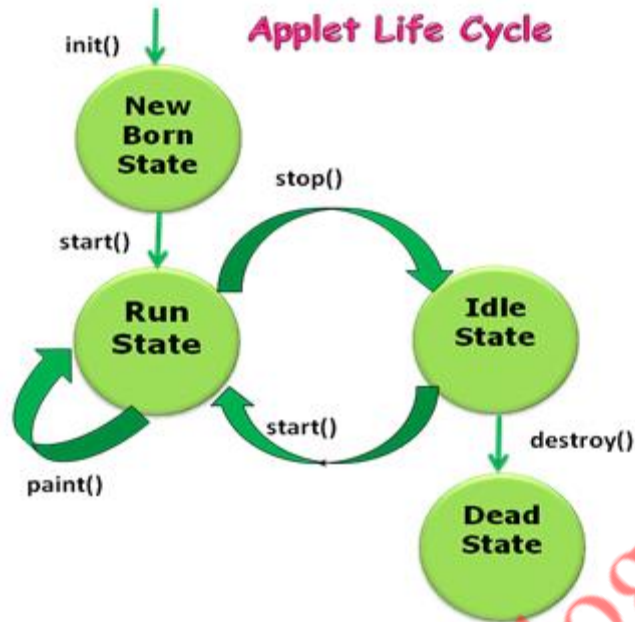 Applet Life Cycle
init()
New
Born
State
stop()
start()
Run
State
Idle
State
start()
paint()
destroy()
Dead
State